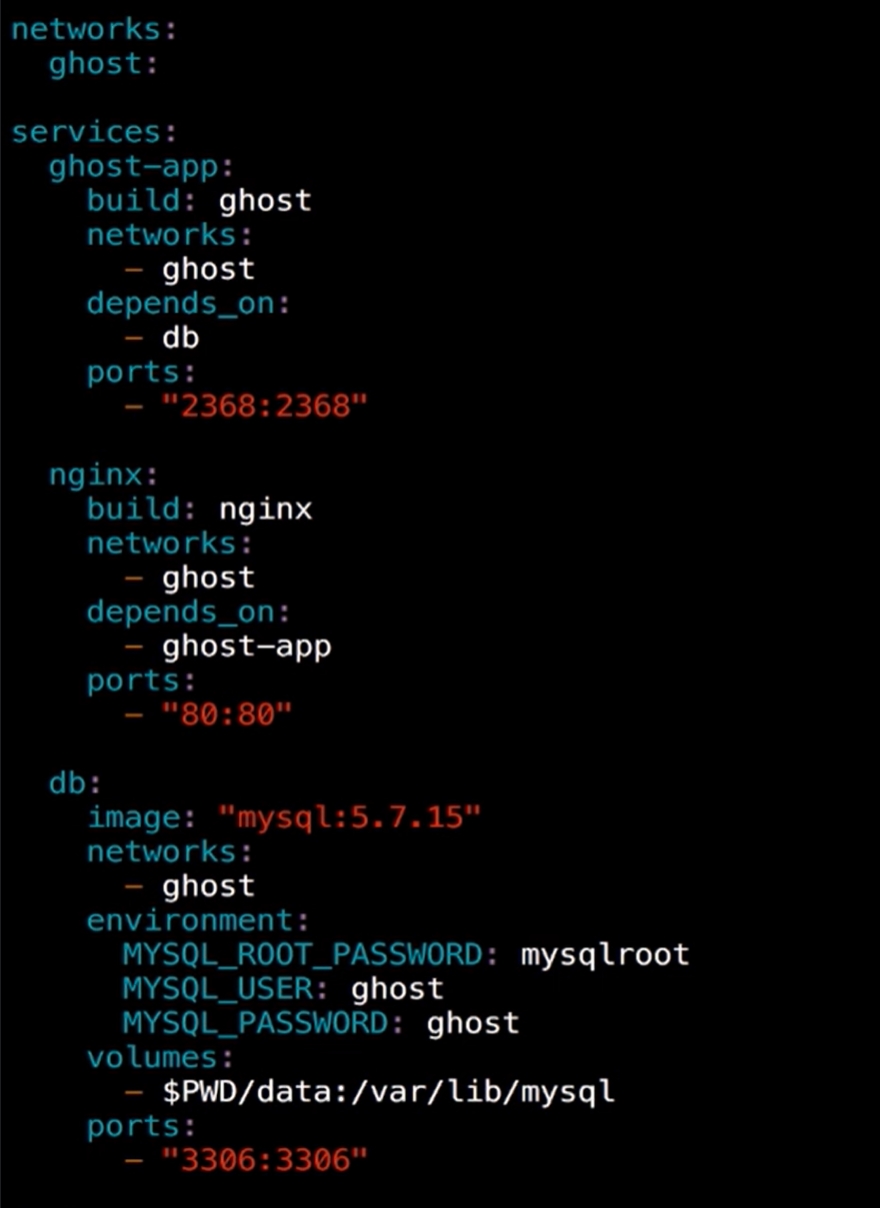 networks:
  ghost:

services:
  ghost-app:
    build: ghost
    networks:
      - ghost
    depends_on:
      - db
    ports:
      - "2368:2368"

  nginx:
    build: nginx
    networks:
      - ghost
    depends_on:
      - ghost-app
    ports:
      - "80:80"

  db:
    image: "mysql:5.7.15"
    networks:
      - ghost
    environment:
      MYSQL_ROOT_PASSWORD: mysqlroot
      MYSQL_USER: ghost
      MYSQL_PASSWORD: ghost
    volumes:
      - $PWD/data:/var/lib/mysql
    ports:
      - "3306:3306"